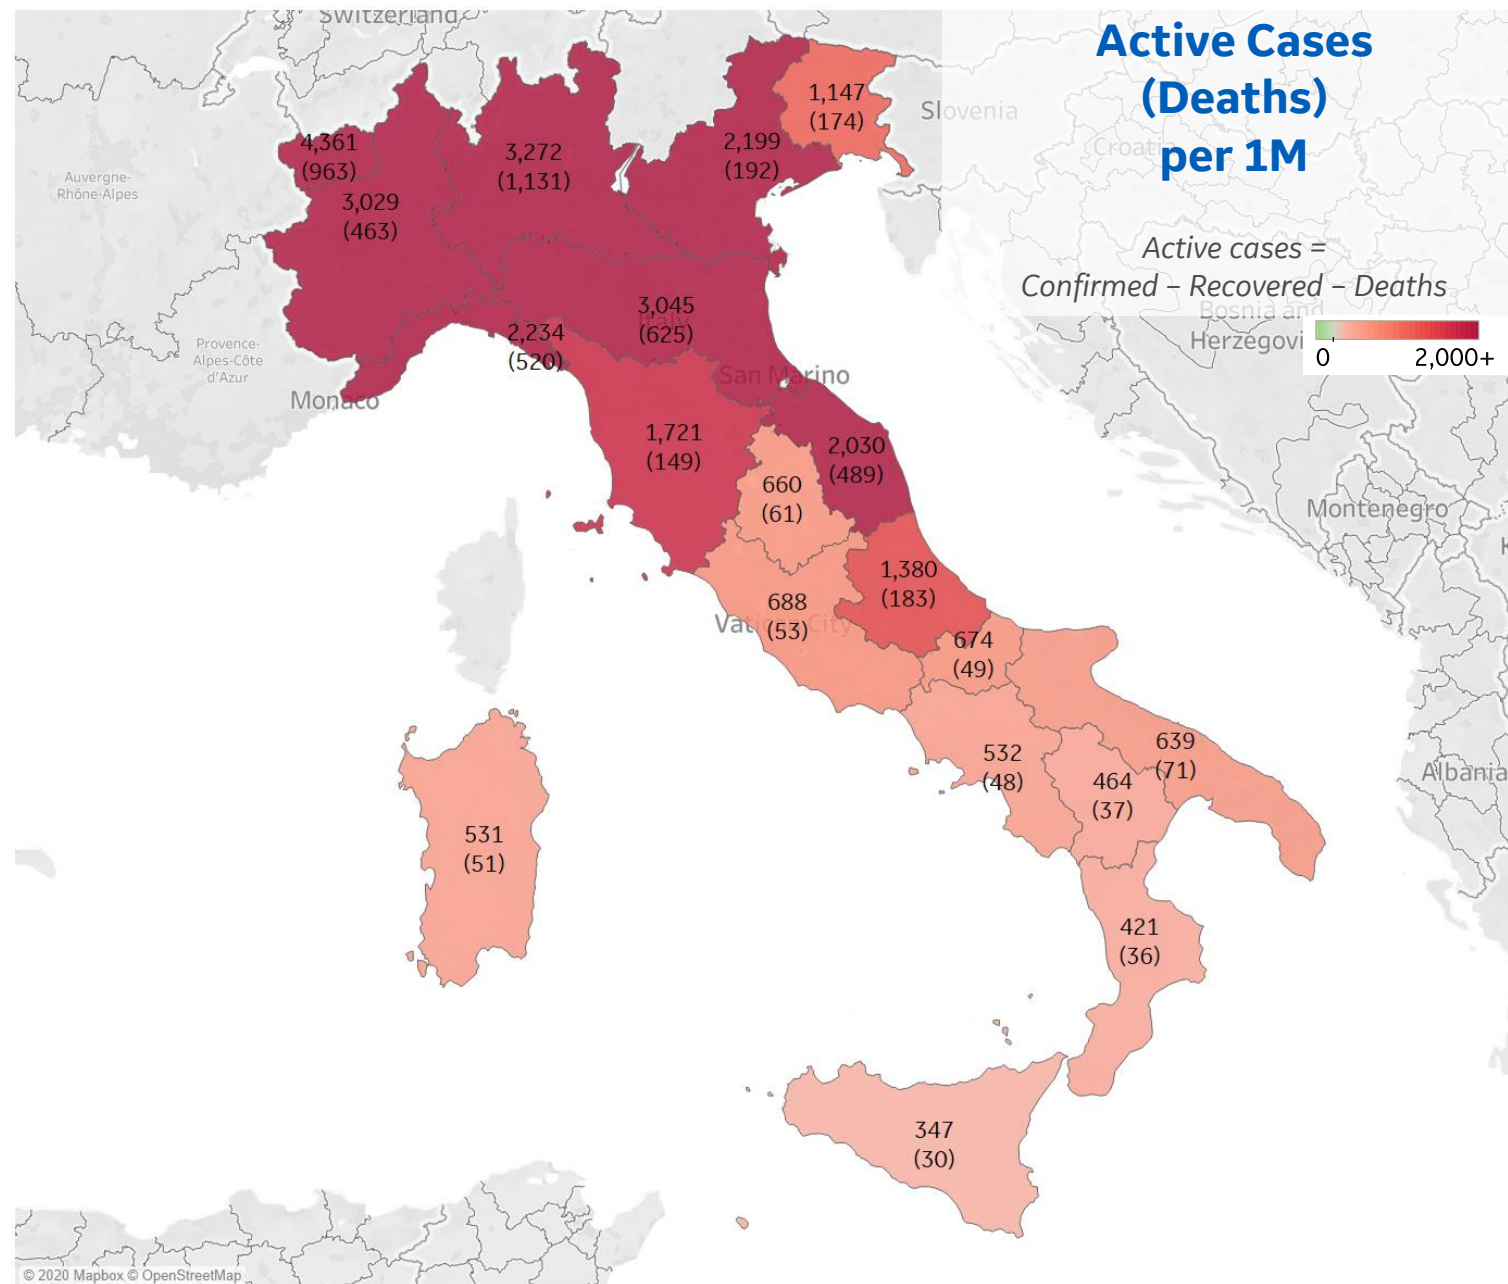 Switzerland
Active Cases
(Deaths)
per 1M
1,147
(174)
Slovenia
Croatia
4,361
(963)
3,272
(1,131)
2,199
(192)
Auvergne-
Rhône-Alpes
3,029
(463)
Active cases =
Confirmed – Recovered – Deaths
Bosnia and
Herzegovi
0
2,000+
3,045
Italy
(625)
2,234
(520)
Provence-
Alpes-Côte
d'Azur
San Marino
Monaco
1,721
(149)
2,030
(489)
660
(61)
Montenegro
1,380
(183)
688
(53)
Vatican City
674
(49)
532
(48)
639
(71)
464
(37)
Albania
531
(51)
421
(36)
347
(30)
© 2020 Mapbox © OpenStreetMap